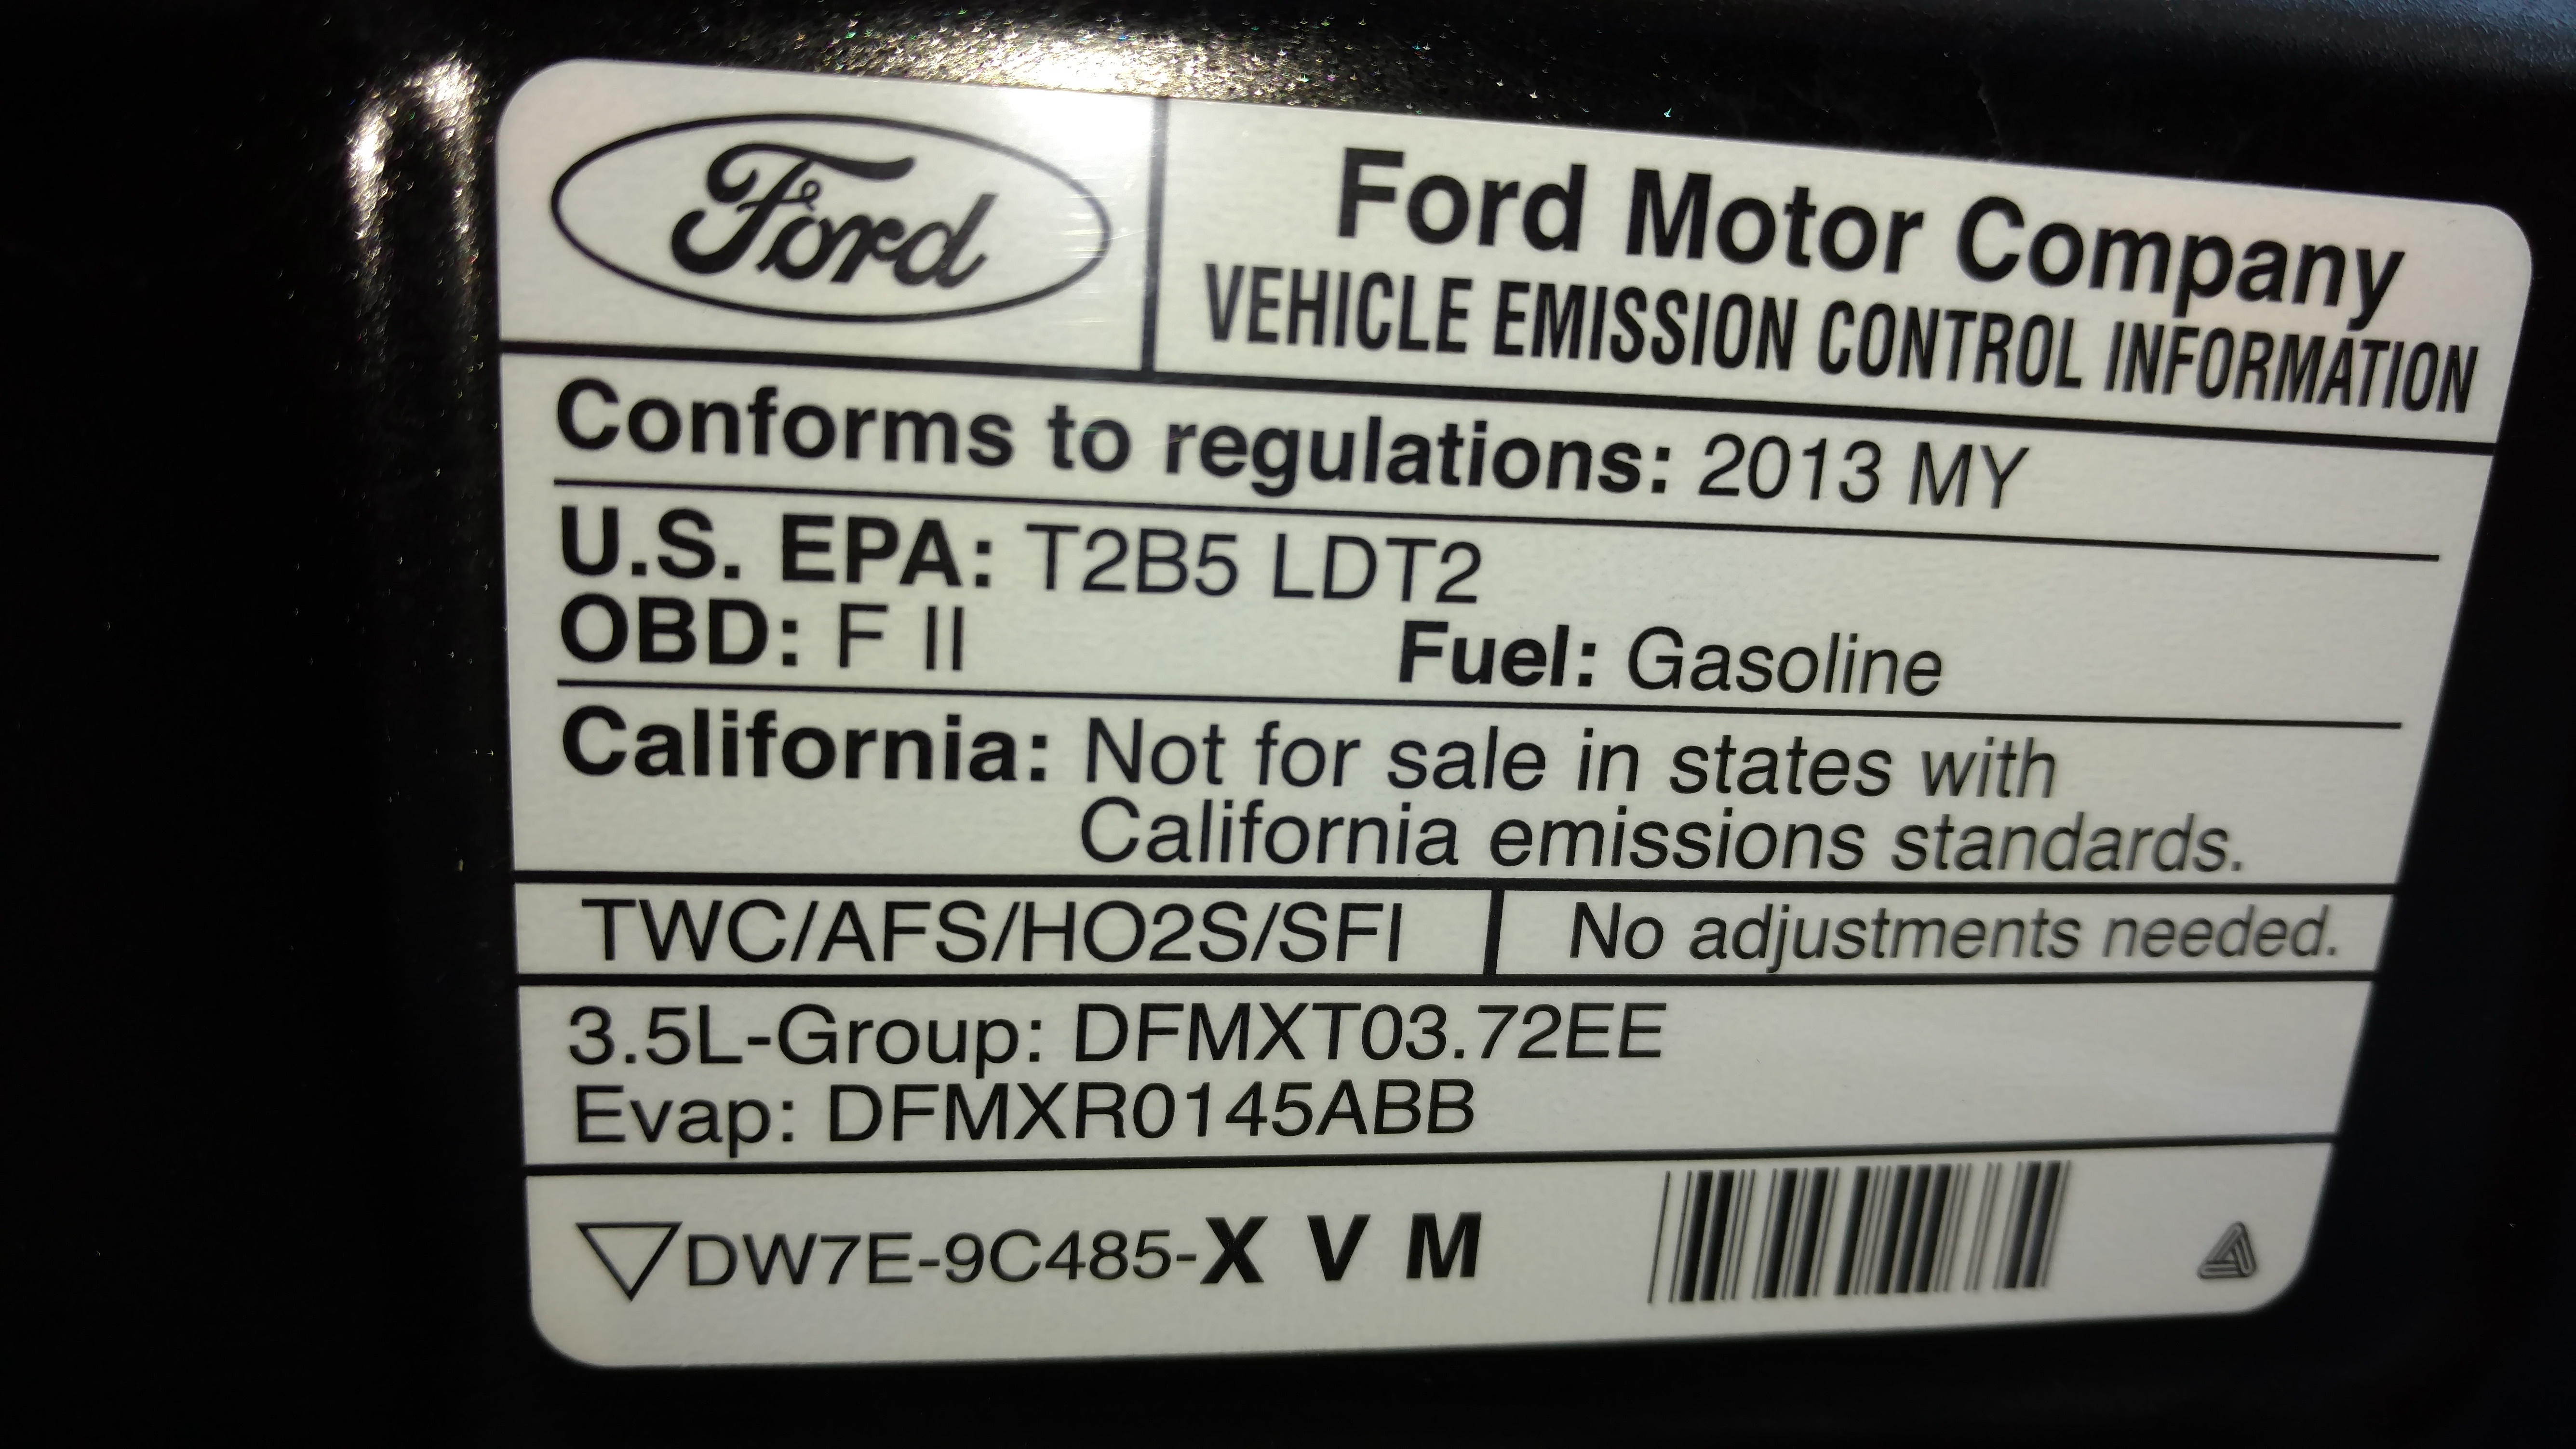 Ford
Ford Motor Company
VEHICLE EMISSION CONTROL INFORMATION
Conforms to regulations: 2013 MY
U.S. EPA: T2B5 LDT2
OBD: F II Fuel: Gasoline
California: Not for sale in states with
California emissions standards.
TWC/AFS/HO2S/SFI
No adjustments needed.
3.5L-Group: DFMXT03.72EE
Evap: DFMXR0145ABB
DW7E-9C485-X V M